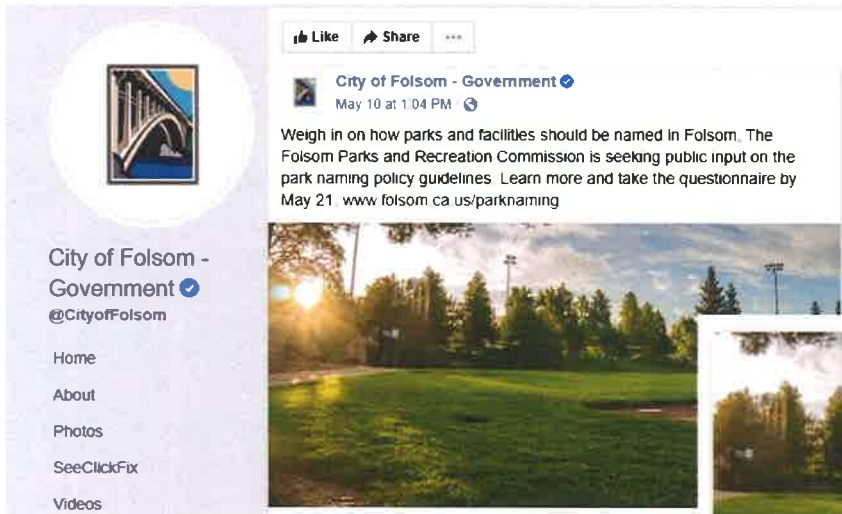 Like Share ...
City of Folsom - Government
May 10 at 1:04 PM
Weigh in on how parks and facilities should be named in Folsom. The
Folsom Parks and Recreation Commission is seeking public input on the
park naming policy guidelines. Learn more and take the questionnaire by
May 21. www.folsom.ca.us/parknaming
City of Folsom -
Government
@CityofFolsom
Home
About
Photos
SeeClickFix
Videos